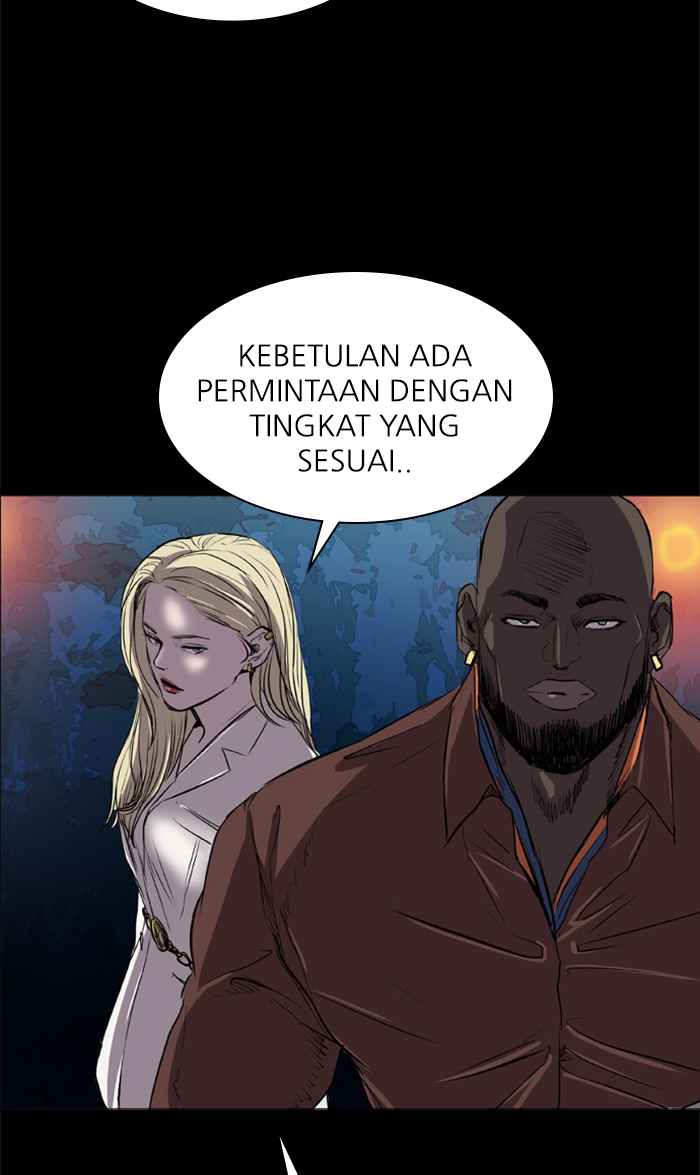 KEBETULAN ADA
PERMINTAAN DENGAN
TINGKAT YANG
SESUAI..